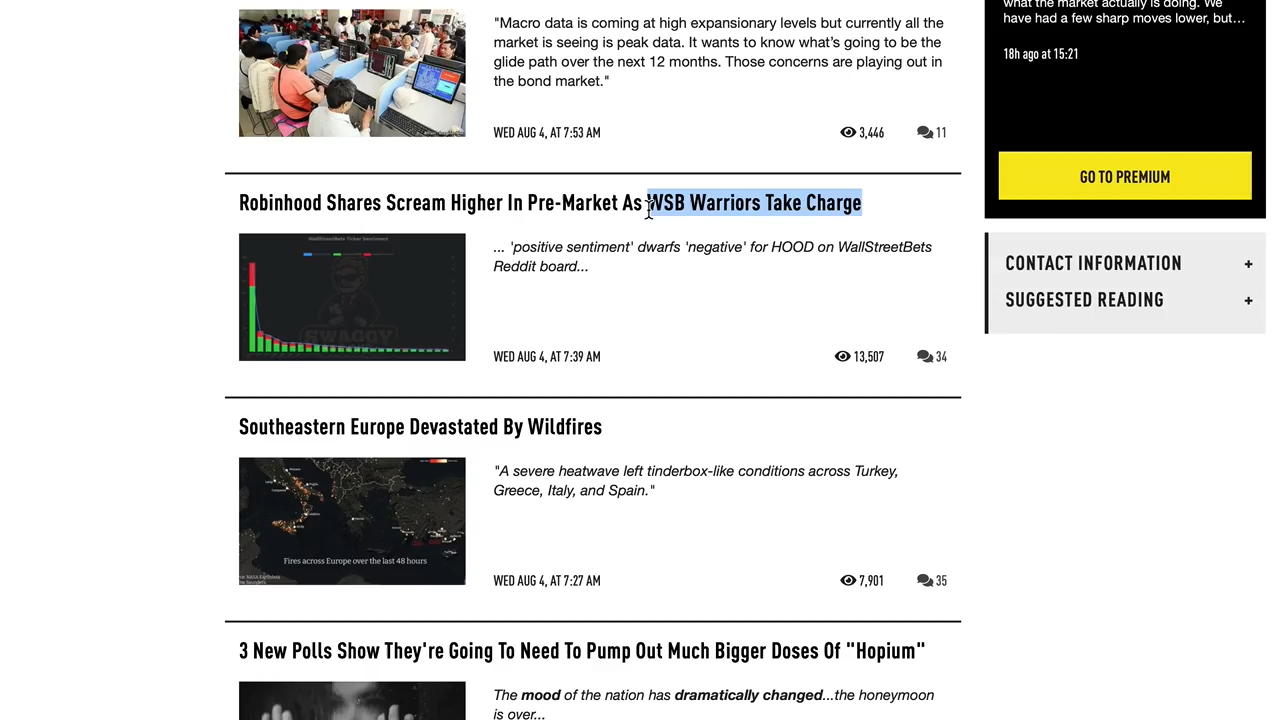 "Macro data is coming at high expansionary levels but currently all the
market is seeing is peak data. It wants to know what's going to be the
glide path over the next 12 months. Those concerns are playing out in
the bond market."
WED AUG 4, AT 7:53 AM
3,446
11
Robinhood Shares Scream Higher In Pre-Market As WSB Warriors Take Charge
... 'positive sentiment' dwarfs 'negative' for HOOD on WallStreetBets
Reddit board...
SWAGGY
WED AUG 4, AT 7:39 AM
13,507
34
Southeastern Europe Devastated By Wildfires
"A severe heatwave left tinderbox-like conditions across Turkey,
Greece, Italy, and Spain."
Fires across Europe over the last 48 hours
WED AUG 4, AT 7:27 AM
7,901
35
3 New Polls Show They're Going To Need To Pump Out Much Bigger Doses Of "Hopium"
The mood of the nation has dramatically changed...the honeymoon
is over...
what the market actually is doing. We
have had a few sharp moves lower, but...
18h ago at 15:21
GO TO PREMIUM
CONTACT INFORMATION
+
SUGGESTED READING
+